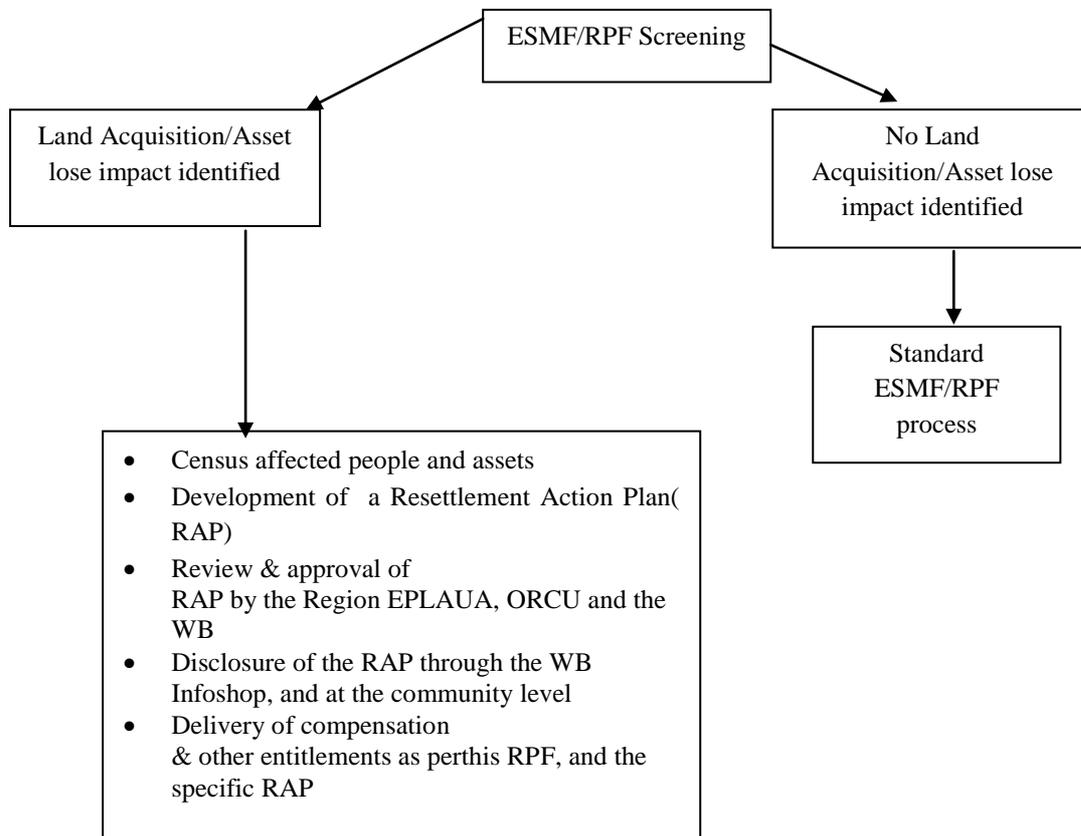 ESMF/RPF Screening
Land Acquisition/Asset
lose impact identified
No Land
Acquisition/Asset lose
impact identified
Standard
ESMF/RPF
process
• Census affected people and assets
• Development of a Resettlement Action Plan(
RAP)
• Review & approval of
RAP by the Region EPLAUA, ORCU and the
WB
• Disclosure of the RAP through the WB
Infoshop, and at the community level
• Delivery of compensation
& other entitlements as perthis RPF, and the
specific RAP